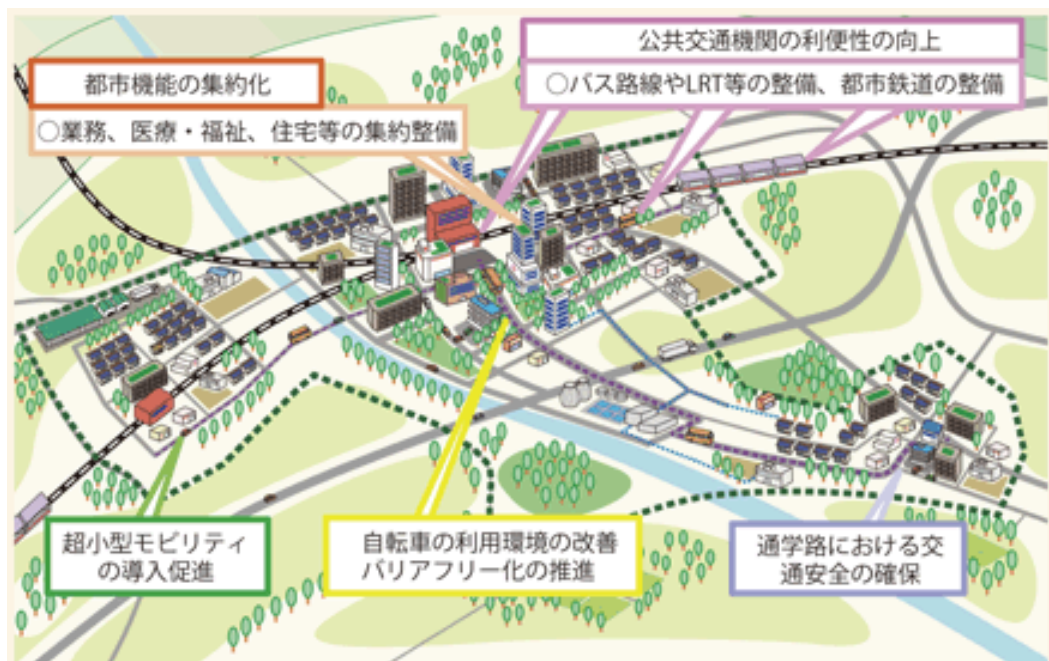 公共交通機関の利便性の向上
○バス路線やLRT等の整備、都市鉄道の整備
都市機能の集約化
○業務、医療・福祉、住宅等の集約整備
超小型モビリティ
の導入促進
自転車の利用環境の改善
バリアフリー化の推進
通学路における交
通安全の確保